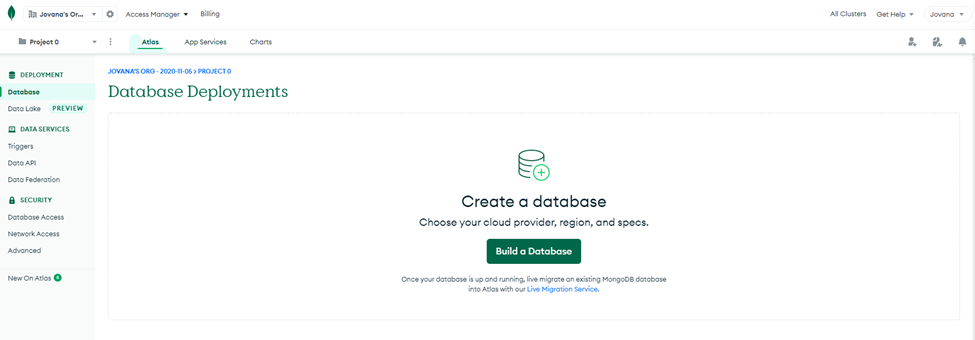 Jovana's Or...
Access Manager
Billing
All Clusters
Get Help
Jovana
Project 0
Atlas
App Services
Charts
DEPLOYMENT
Database
Data Lake PREVIEW
DATA SERVICES
Triggers
Data API
Data Federation
SECURITY
Database Access
Network Access
Advanced
New On Atlas
JOVANA'S ORG - 2020-11-05 > PROJECT 0
Database Deployments
Create a database
Choose your cloud provider, region, and specs.
Build a Database
Once your database is up and running, live migrate an existing MongoDB database
into Atlas with our Live Migration Service.